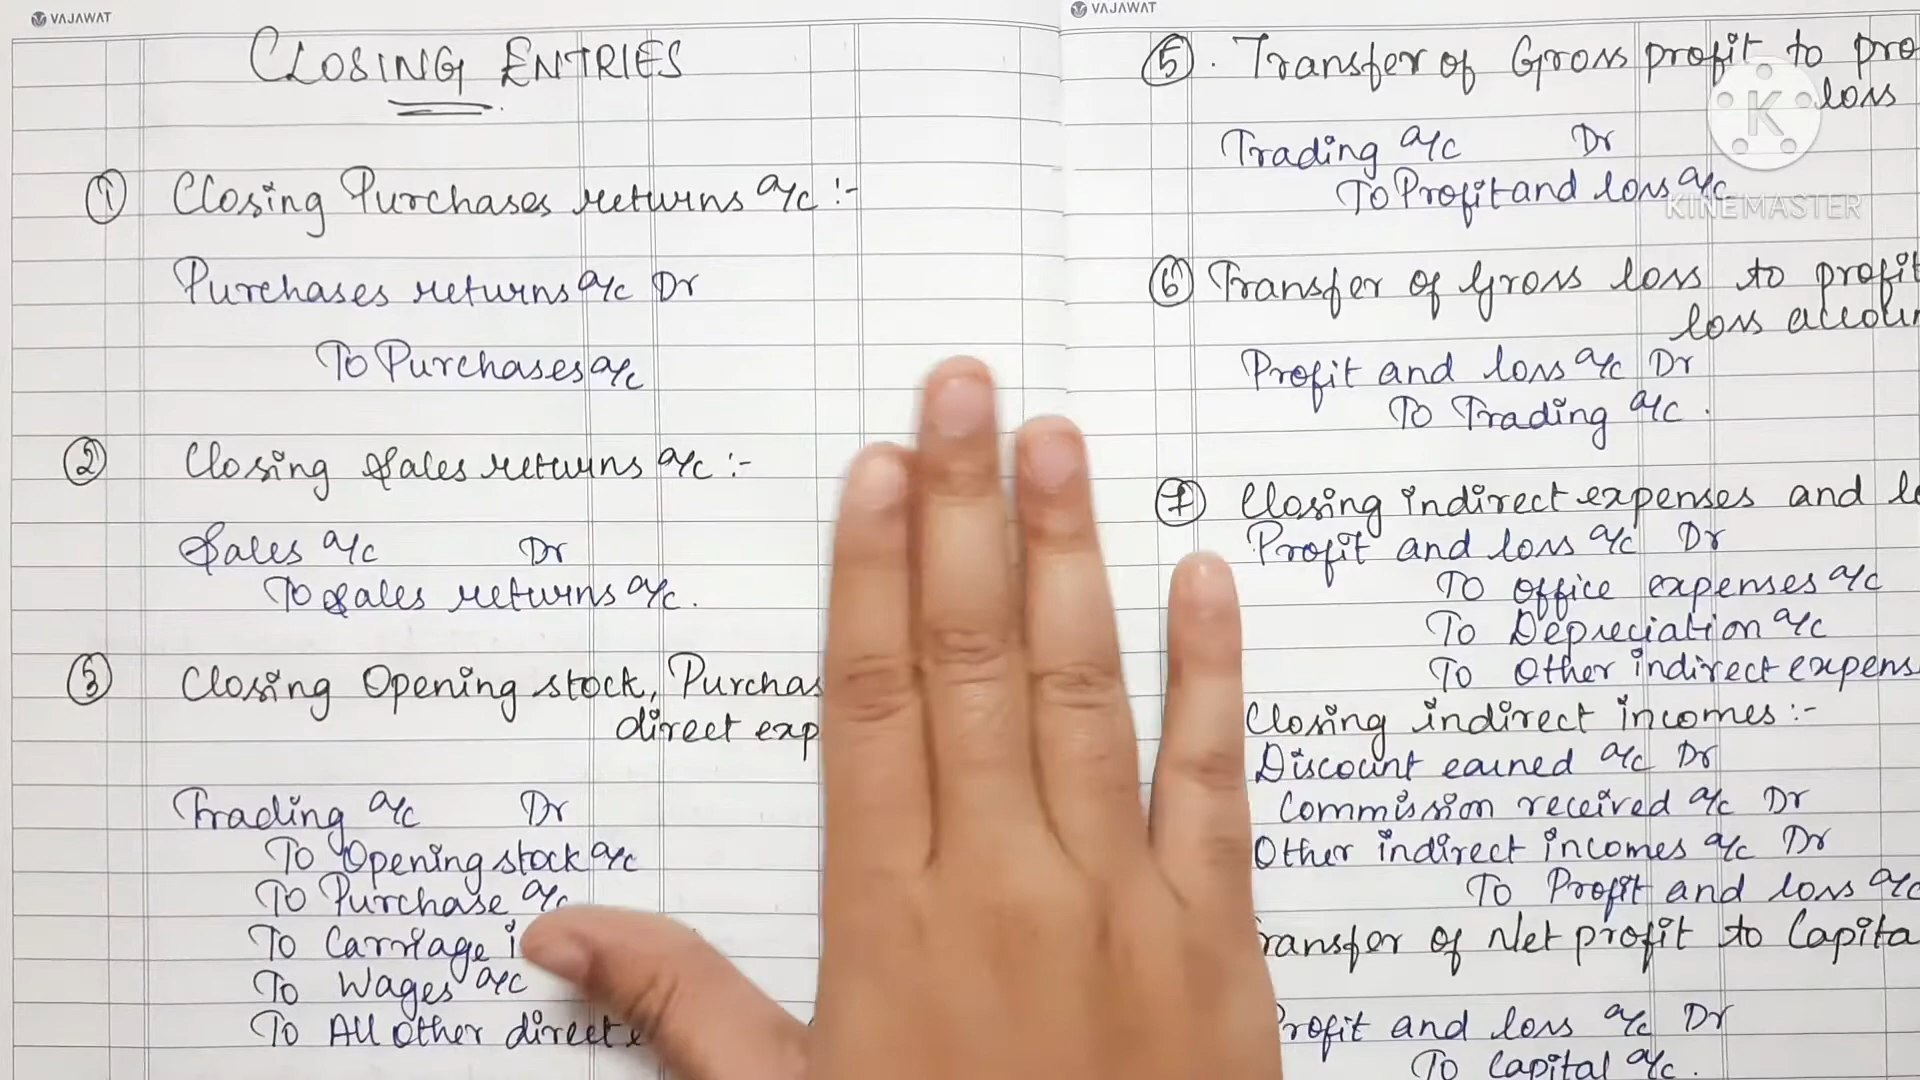 VAJAWAT
CLOSING ENTRIES
① Closing Purchases returns a/c :-
Purchases returns a/c Dr
To Purchases a/c
② Closing Sales returns a/c :-
Sales a/c Dr
To Sales returns a/c.
③ Closing Opening stock, Purchas
direct exp
Trading a/c Dr
To Opening stock a/c
To Purchase a/c
To Carriage i
To Wages a/c
To All other direct
VAJAWAT
⑤. Transfer of Gross profit to pro
loss
Trading a/c Dr
To Profit and loss a/c
K
KINEMASTER
⑥ Transfer of gross loss to profit
loss accou
Profit and loss a/c Dr
To Trading a/c.
⑦ Closing indirect expenses and lo
Profit and loss a/c Dr
To office expenses a/c
To Depreciation a/c
To Other indirect expens
Closing indirect incomes :-
Discount earned a/c Dr
Commission received a/c Dr
Other indirect incomes a/c Dr
To Profit and loss a/c
ransfer of Net profit to Capita
rofit and loss a/c Dr
To Capital a/c.